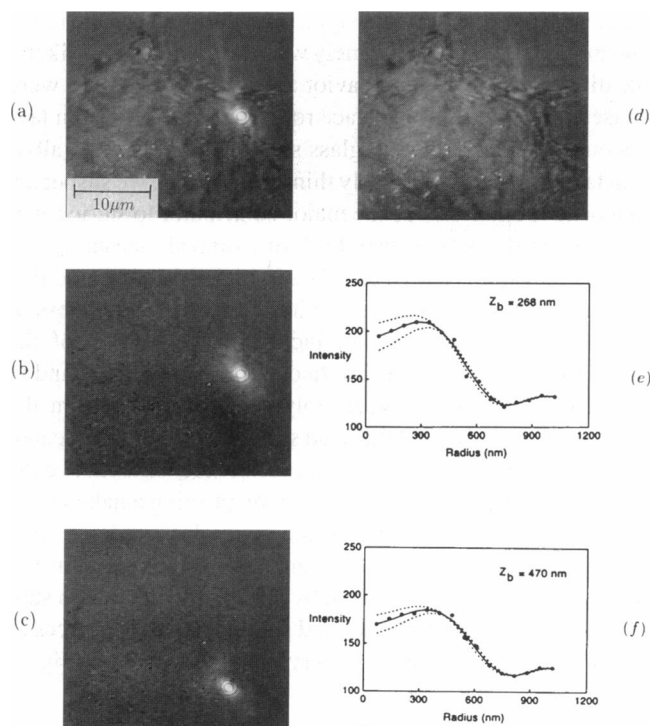 (a)
10μm
(d)
(b)
250
200
Intensity
150
100
0
300
600
900
1200
Radius (nm)
Z_b = 268 nm
(e)
(c)
250
200
Intensity
150
100
0
300
600
900
1200
Radius (nm)
Z_b = 470 nm
(f)